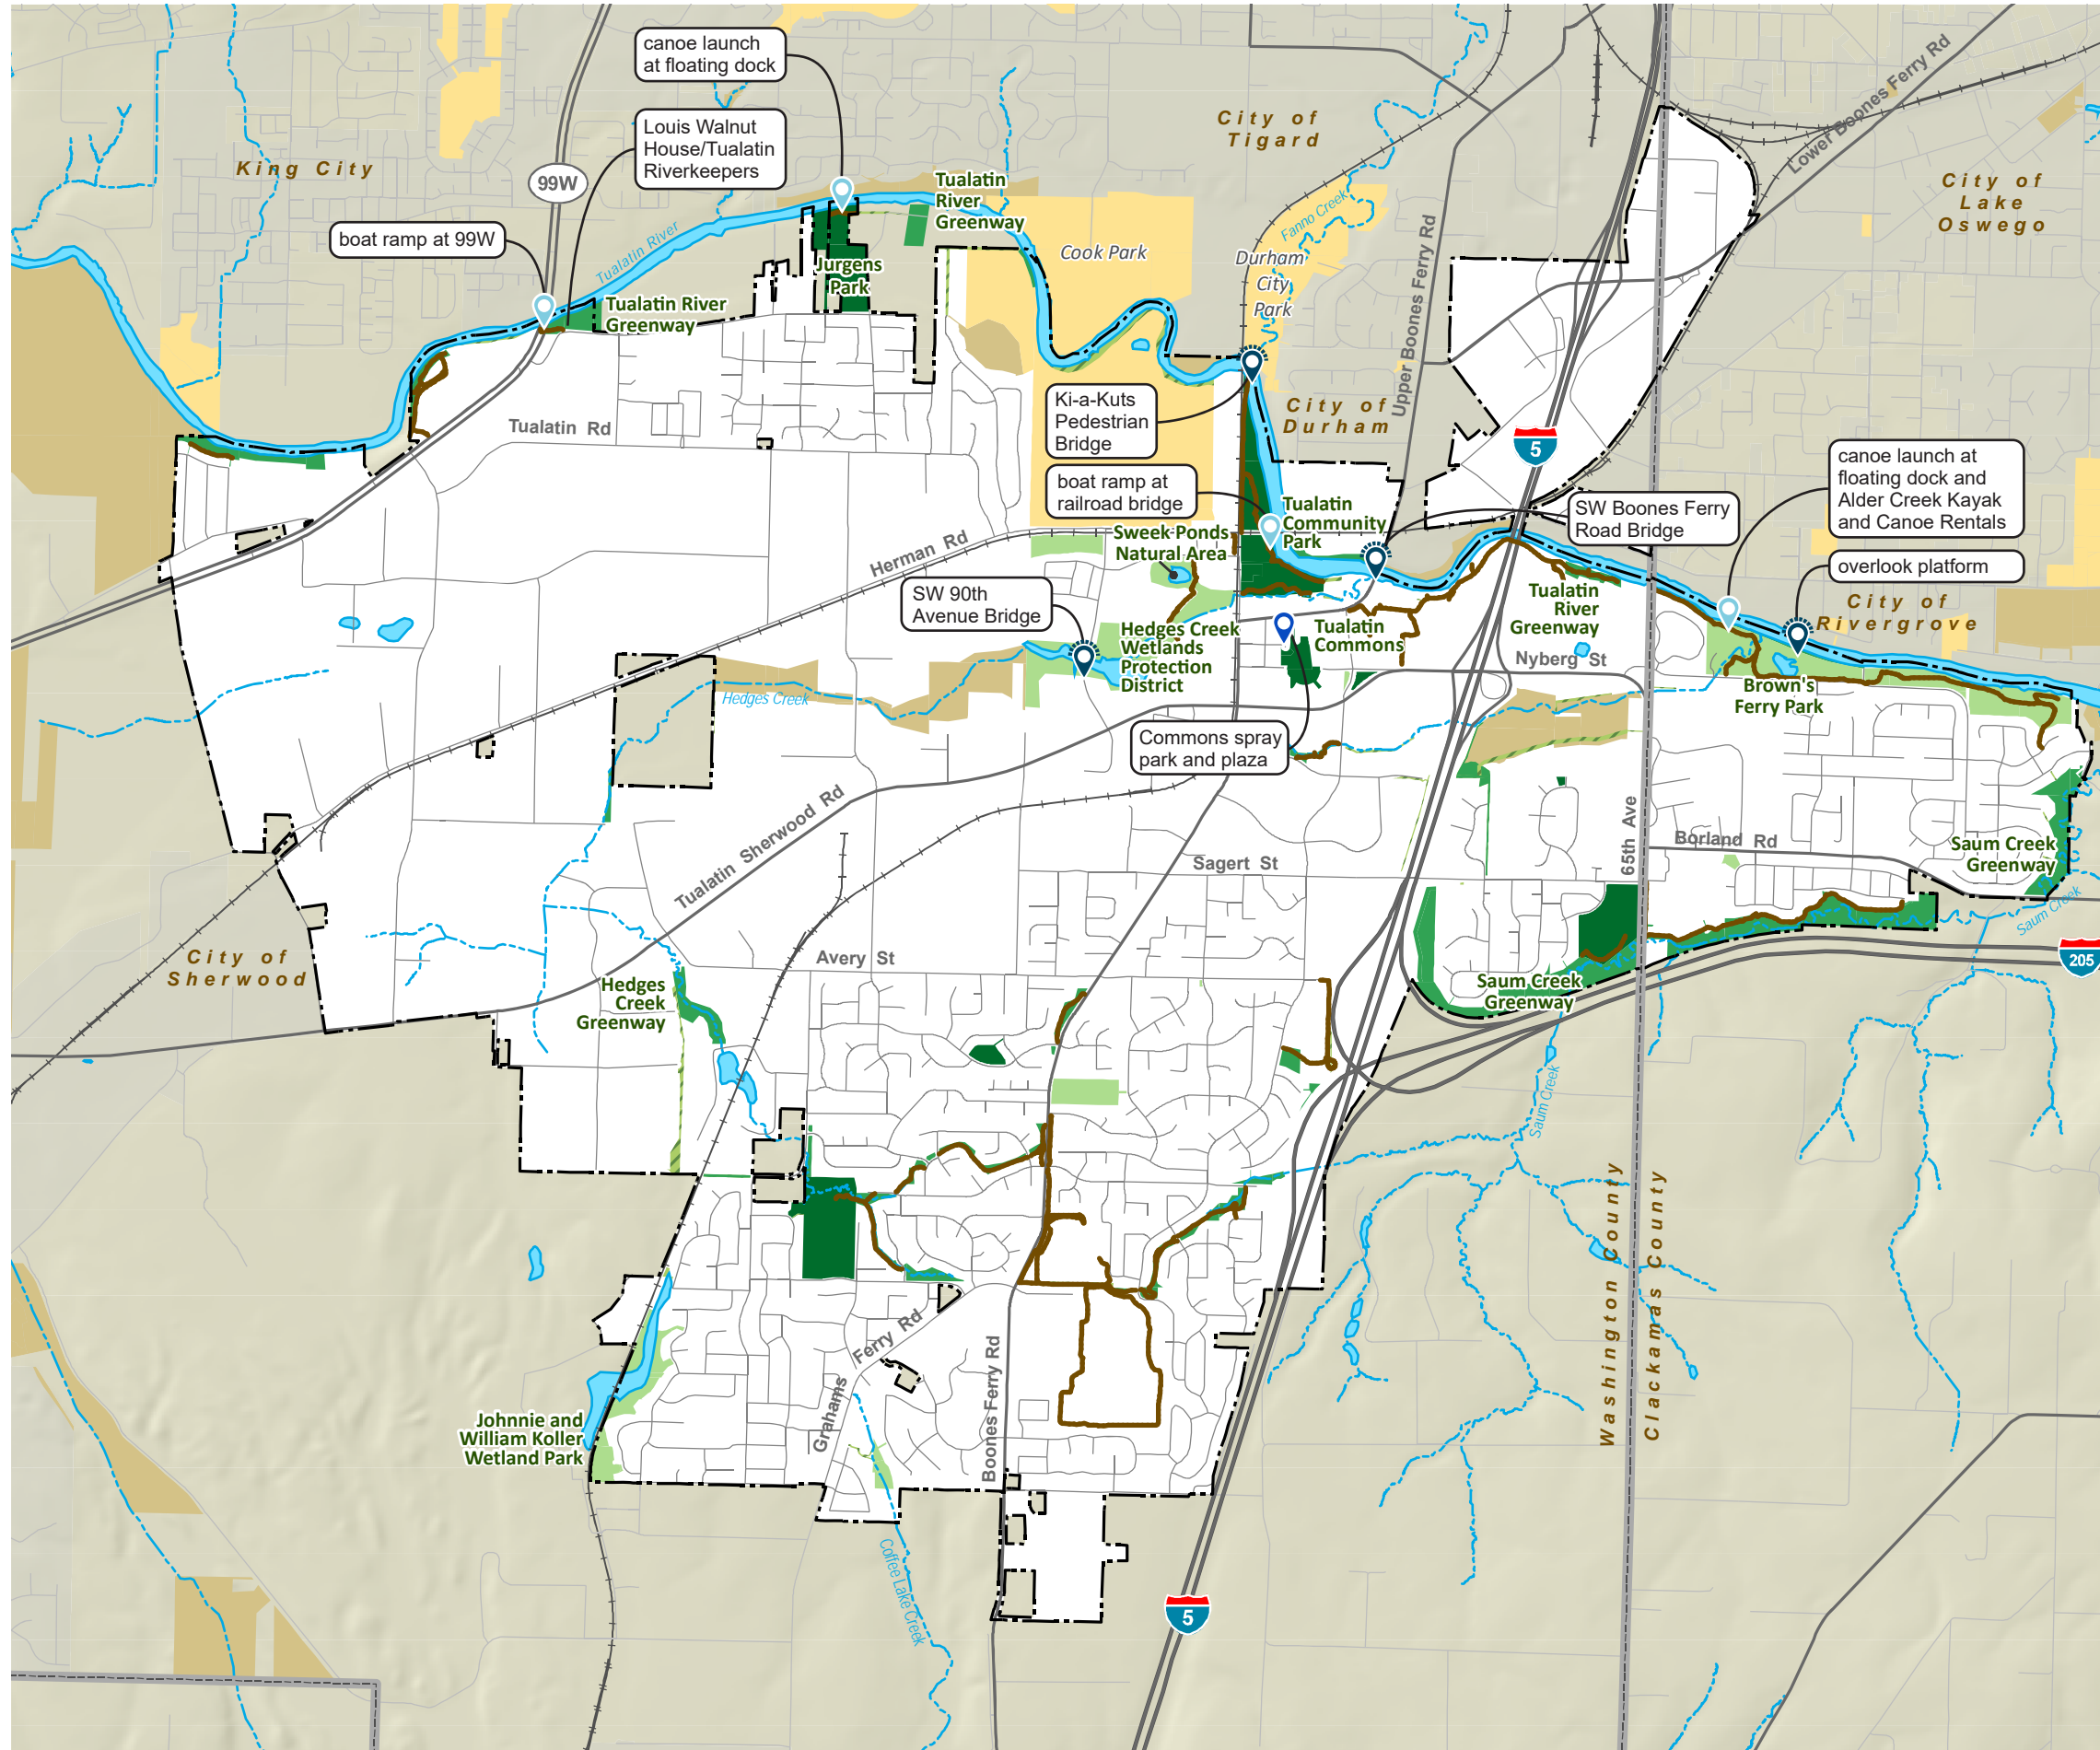 canoe launch
at floating dock
Louis Walnut
House/Tualatin
Riverkeepers
King City
99W
boat ramp at 99W
Tualatin River
Tualatin
River
Greenway
Jurgens
Park
Tualatin River
Greenway
Cook Park
City of
Tigard
Fanno Creek
Durham
City
Park
Upper Boones Ferry Rd
Lower Boones Ferry Rd
City of
Lake
Oswego
Ki-a-Kuts
Pedestrian
Bridge
City of
Durham
5
Tualatin Rd
boat ramp at
railroad bridge
Tualatin
Community
Park
SW Boones Ferry
Road Bridge
canoe launch at
floating dock and
Alder Creek Kayak
and Canoe Rentals
overlook platform
City of
Rivergrove
Herman Rd
Sweek Ponds
Natural Area
SW 90th
Avenue Bridge
Hedges Creek
Wetlands
Protection
District
Tualatin
Commons
Tualatin
River
Greenway
Nyberg St
Brown's
Ferry Park
Hedges Creek
Commons spray
park and plaza
Tualatin Sherwood Rd
Sagert St
65th Ave
Borland Rd
Saum Creek
Greenway
Saum Creek
205
City of
Sherwood
Avery St
Hedges
Creek
Greenway
Saum Creek
Greenway
Saum Creek
Washington County
Clackamas County
Johnnie and
William Koller
Wetland Park
Grahams
Ferry Rd
Boones Ferry Rd
Coffee Lake Creek
5